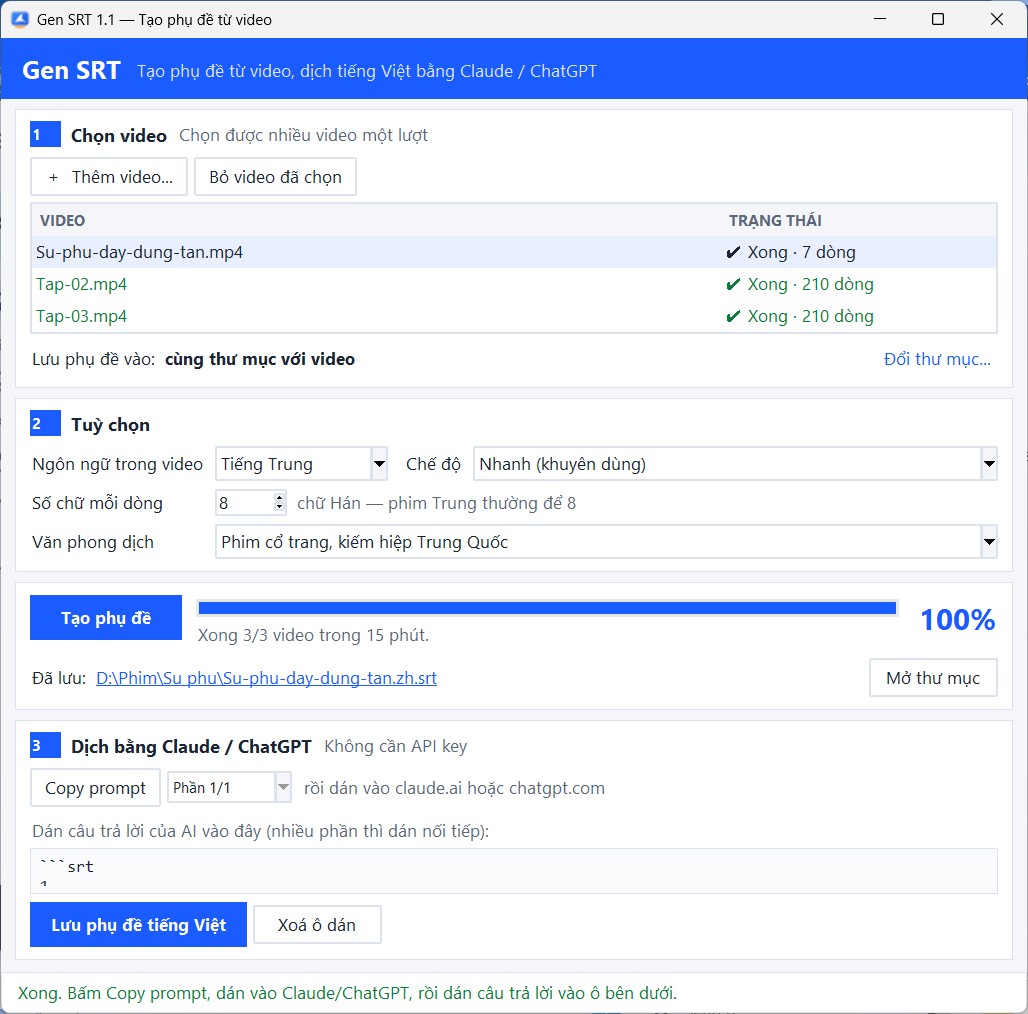 Gen SRT 1.1 — Tạo phụ đề từ video
Gen SRT Tạo phụ đề từ video, dịch tiếng Việt bằng Claude / ChatGPT
1 Chọn video Chọn được nhiều video một lượt
+ Thêm video... Bỏ video đã chọn
VIDEO TRẠNG THÁI
Su-phu-day-dung-tan.mp4 ✔ Xong · 7 dòng
Tap-02.mp4 ✔ Xong · 210 dòng
Tap-03.mp4 ✔ Xong · 210 dòng
Lưu phụ đề vào: cùng thư mục với video Đổi thư mục...
2 Tuỳ chọn
Ngôn ngữ trong video Tiếng Trung Chế độ Nhanh (khuyên dùng)
Số chữ mỗi dòng 8 chữ Hán — phim Trung thường để 8
Văn phong dịch Phim cổ trang, kiếm hiệp Trung Quốc
Tạo phụ đề 100%
Xong 3/3 video trong 15 phút.
Đã lưu: D:\Phim\Su phu\Su-phu-day-dung-tan.zh.srt Mở thư mục
3 Dịch bằng Claude / ChatGPT Không cần API key
Copy prompt Phần 1/1 rồi dán vào claude.ai hoặc chatgpt.com
Dán câu trả lời của AI vào đây (nhiều phần thì dán nối tiếp):
```srt
1
Lưu phụ đề tiếng Việt Xoá ô dán
Xong. Bấm Copy prompt, dán vào Claude/ChatGPT, rồi dán câu trả lời vào ô bên dưới.